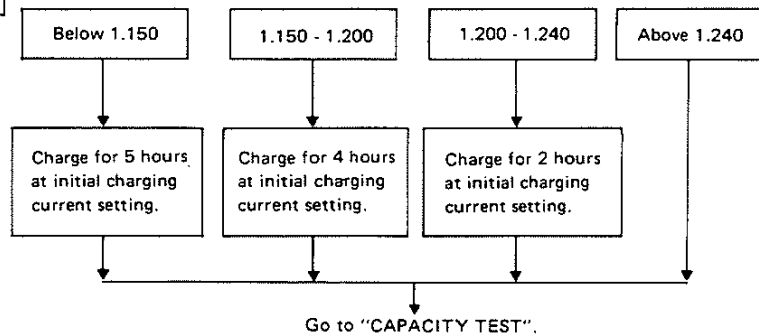 Below 1.150
1.150 - 1.200
1.200 - 1.240
Above 1.240
Charge for 5 hours
at initial charging
current setting.
Charge for 4 hours
at initial charging
current setting.
Charge for 2 hours
at initial charging
current setting.
Go to "CAPACITY TEST".